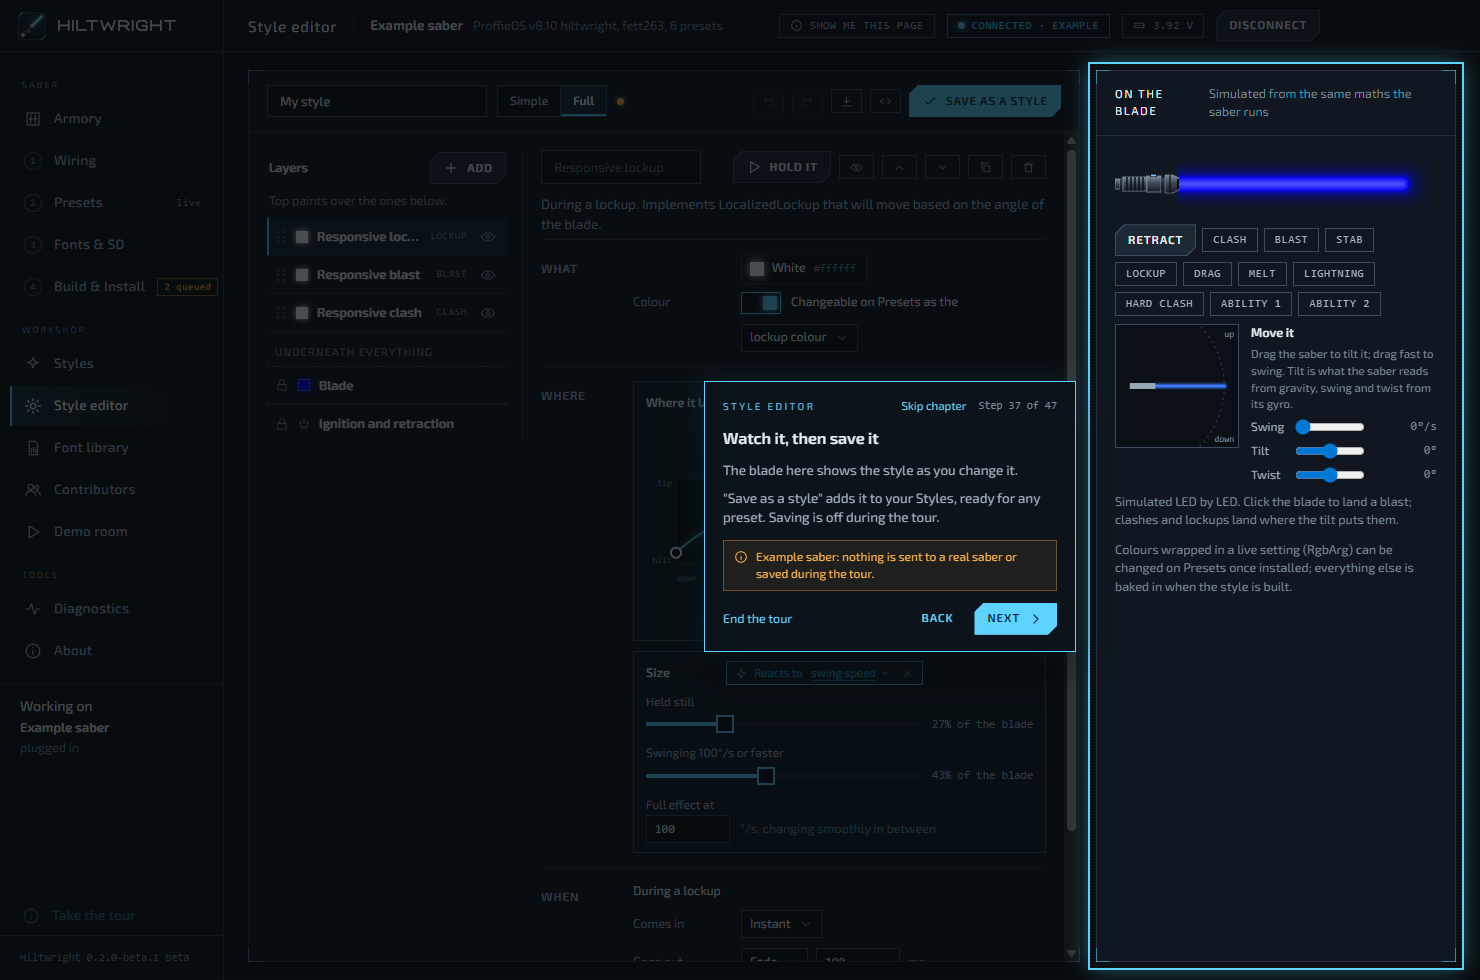 HILTWRIGHT
Style editor
Example saber
ProffieOS v8.10 hiltwright, fett263, 6 presets
SHOW ME THIS PAGE
CONNECTED · EXAMPLE
3.92 V
DISCONNECT
SABER
Armory
1 Wiring
2 Presets live
3 Fonts & SD
4 Build & Install 2 queued
WORKSHOP
Styles
Style editor
Font library
Contributors
Demo room
TOOLS
Diagnostics
About
Working on
Example saber
plugged in
Take the tour
Hiltwright 0.2.0-beta.1 beta
My style
Simple
Full
SAVE AS A STYLE
Layers
ADD
Top paints over the ones below.
Responsive loc... LOCKUP
Responsive blast BLAST
Responsive clash CLASH
UNDERNEATH EVERYTHING
Blade
Ignition and retraction
Responsive lockup
HOLD IT
During a lockup. Implements LocalizedLockup that will move based on the angle of
the blade.
WHAT
White #ffffff
Colour
Changeable on Presets as the
lockup colour
WHERE
Where it l
tip
hilt
down
Size
Reacts to swing speed
Held still
27% of the blade
Swinging 100°/s or faster
43% of the blade
Full effect at
100
°/s, changing smoothly in between
WHEN
During a lockup
Comes in
Instant
Fade
100
STYLE EDITOR
Skip chapter
Step 37 of 47
Watch it, then save it
The blade here shows the style as you change it.
"Save as a style" adds it to your Styles, ready for any
preset. Saving is off during the tour.
Example saber: nothing is sent to a real saber or
saved during the tour.
End the tour
BACK
NEXT
ON THE
BLADE
Simulated from the same maths the
saber runs
RETRACT
CLASH
BLAST
STAB
LOCKUP
DRAG
MELT
LIGHTNING
HARD CLASH
ABILITY 1
ABILITY 2
up
down
Move it
Drag the saber to tilt it; drag fast to
swing. Tilt is what the saber reads
from gravity, swing and twist from
its gyro.
Swing 0°/s
Tilt 0°
Twist 0°
Simulated LED by LED. Click the blade to land a blast;
clashes and lockups land where the tilt puts them.
Colours wrapped in a live setting (RgbArg) can be
changed on Presets once installed; everything else is
baked in when the style is built.